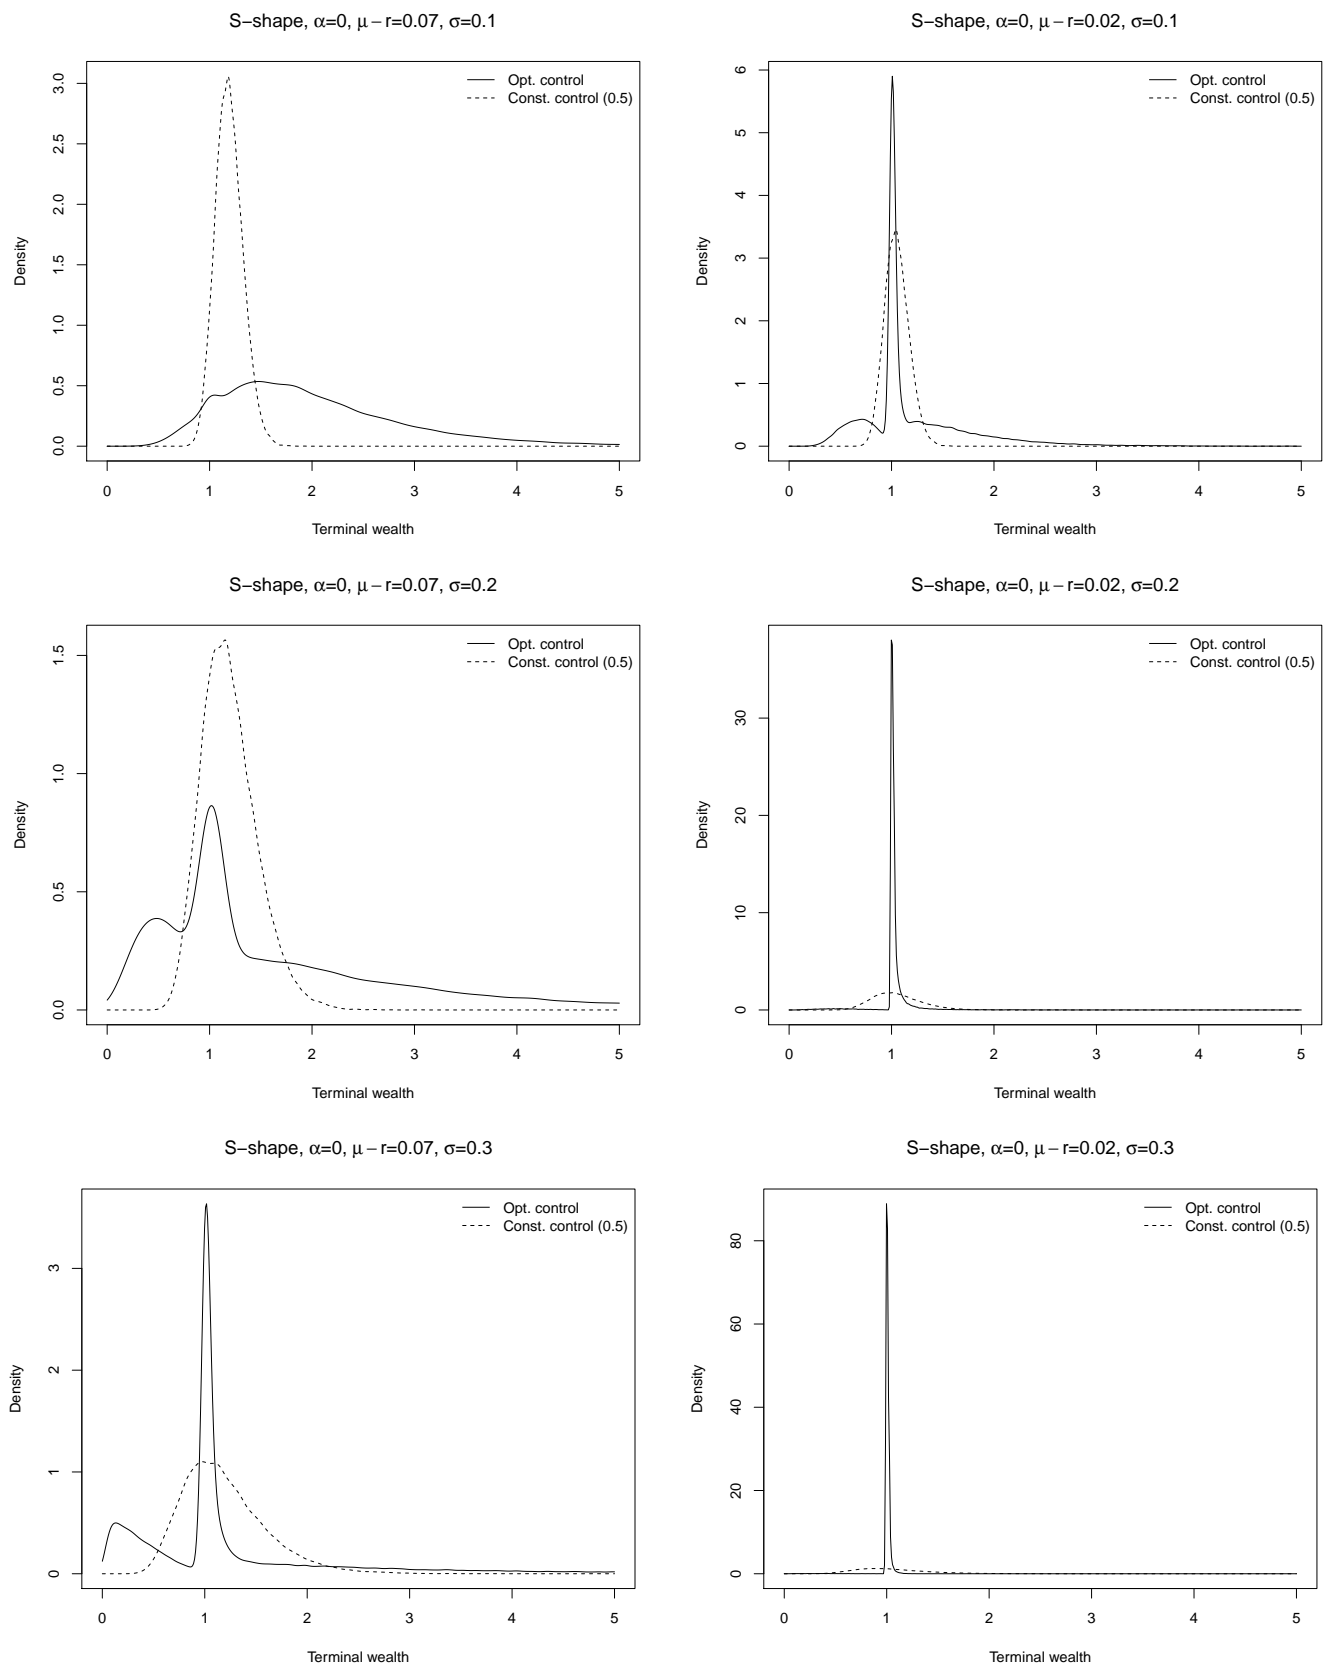 S−shape, α=0, μ−r=0.07, σ=0.1
Opt. control
Const. control (0.5)
Density
0.0 0.5 1.0 1.5 2.0 2.5 3.0
0 1 2 3 4 5
Terminal wealth
S−shape, α=0, μ−r=0.02, σ=0.1
Opt. control
Const. control (0.5)
Density
0 1 2 3 4 5 6
0 1 2 3 4 5
Terminal wealth
S−shape, α=0, μ−r=0.07, σ=0.2
Opt. control
Const. control (0.5)
Density
0.0 0.5 1.0 1.5
0 1 2 3 4 5
Terminal wealth
S−shape, α=0, μ−r=0.02, σ=0.2
Opt. control
Const. control (0.5)
Density
0 10 20 30
0 1 2 3 4 5
Terminal wealth
S−shape, α=0, μ−r=0.07, σ=0.3
Opt. control
Const. control (0.5)
Density
0 1 2 3
0 1 2 3 4 5
Terminal wealth
S−shape, α=0, μ−r=0.02, σ=0.3
Opt. control
Const. control (0.5)
Density
0 20 40 60 80
0 1 2 3 4 5
Terminal wealth